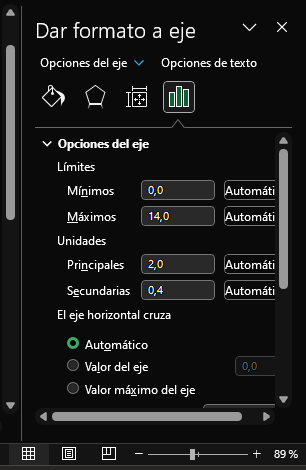 Dar formato a eje
Opciones del eje Opciones de texto
Opciones del eje
Límites
Mínimos 0,0 Automáti
Máximos 14,0 Automáti
Unidades
Principales 2,0 Automáti
Secundarias 0,4 Automáti
El eje horizontal cruza
Automático
Valor del eje 0,0
Valor máximo del eje
89 %